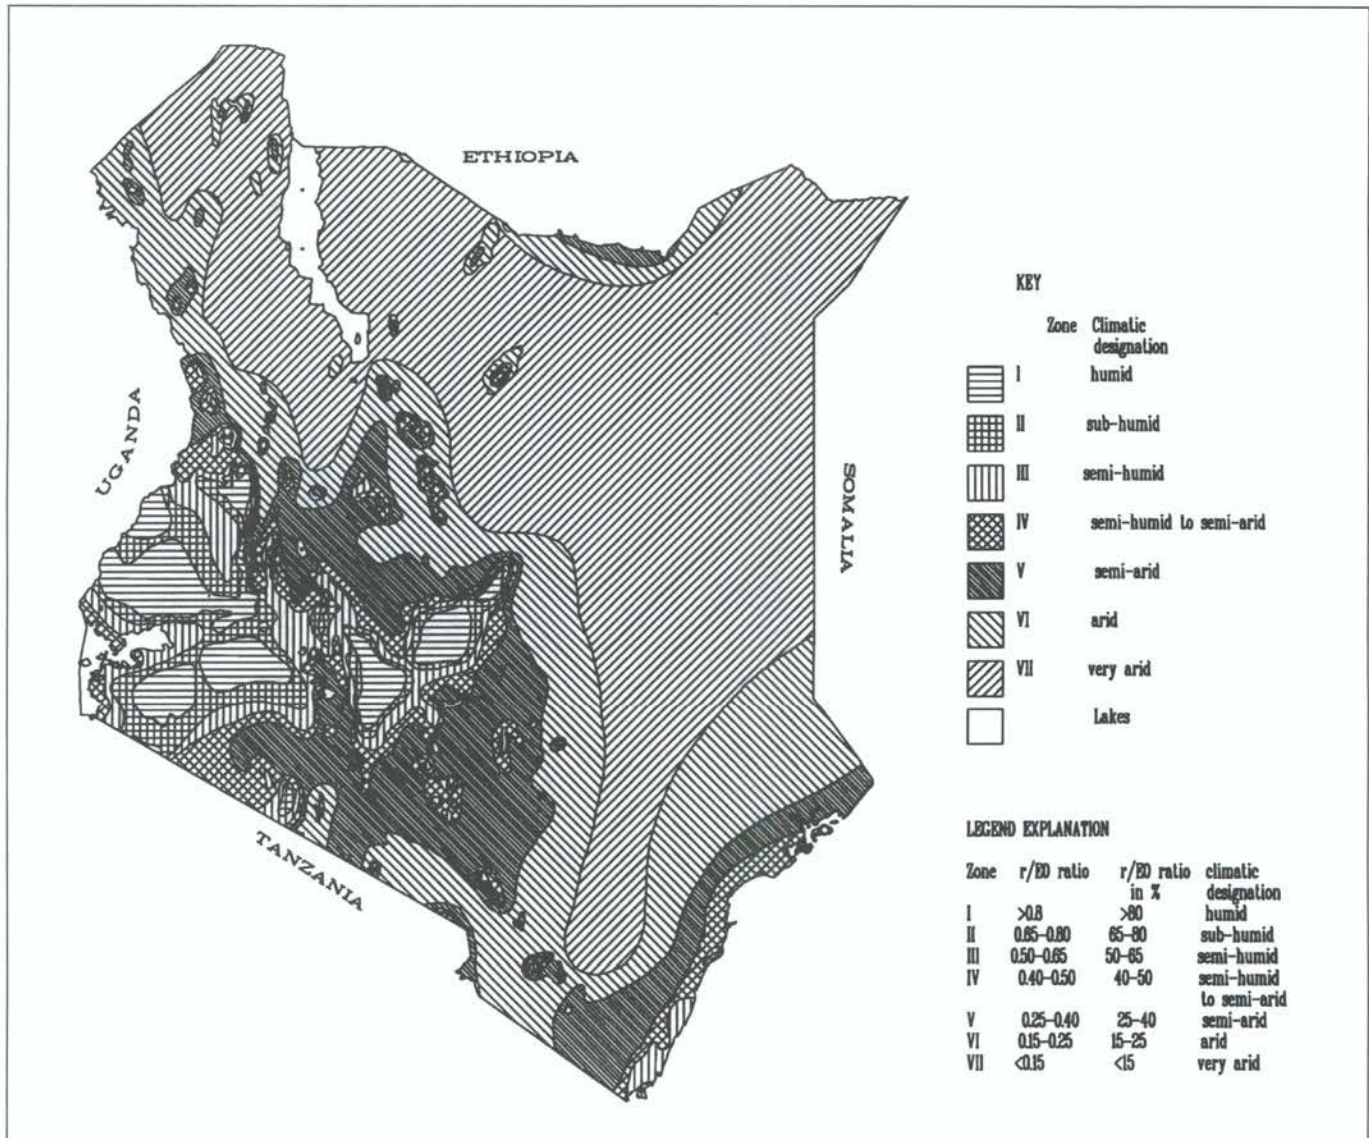 ETHIOPIA
UGANDA
SOMALIA
TANZANIA
KEY
Zone Climatic
designation
I humid
II sub-humid
III semi-humid
IV semi-humid to semi-arid
V semi-arid
VI arid
VII very arid
Lakes
LEGEND EXPLANATION
Zone r/E0 ratio r/E0 ratio climatic
in % designation
I >0.8 >80 humid
II 0.65-0.80 65-80 sub-humid
III 0.50-0.65 50-65 semi-humid
IV 0.40-0.50 40-50 semi-humid
to semi-arid
V 0.25-0.40 25-40 semi-arid
VI 0.15-0.25 15-25 arid
VII <0.15 <15 very arid